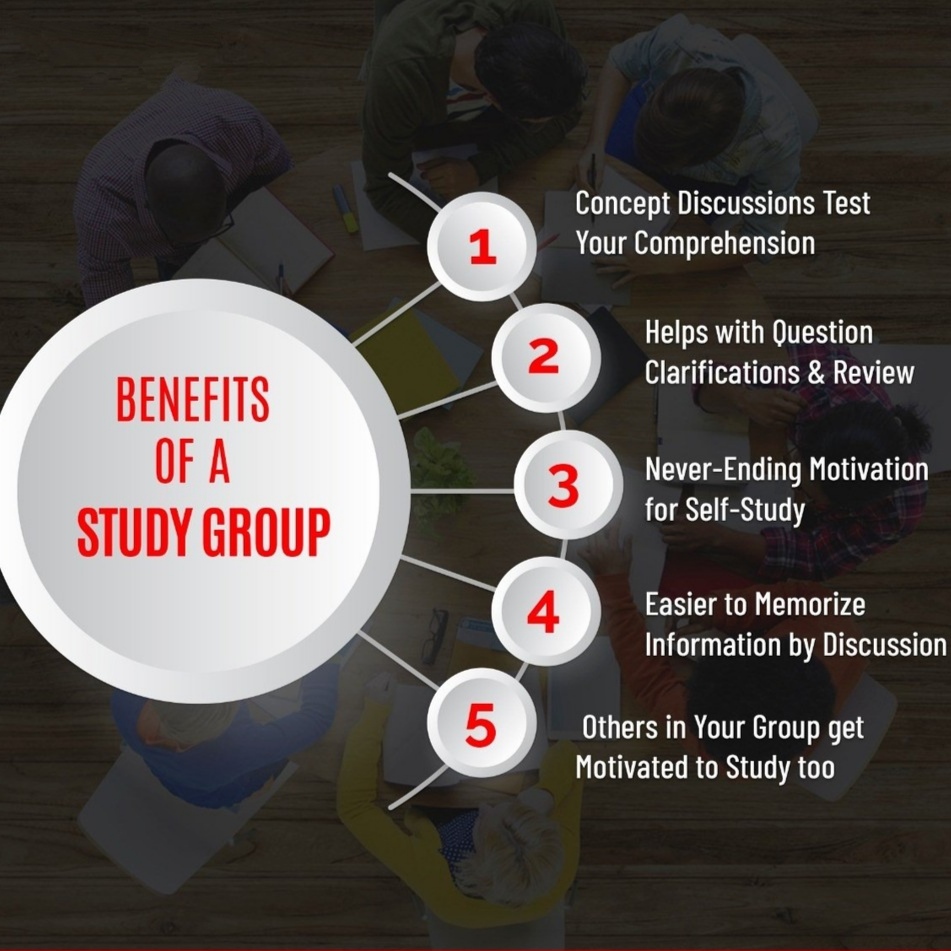 BENEFITS
OF A
STUDY GROUP
1
Concept Discussions Test
Your Comprehension
2
Helps with Question
Clarifications & Review
3
Never-Ending Motivation
for Self-Study
4
Easier to Memorize
Information by Discussion
5
Others in Your Group get
Motivated to Study too